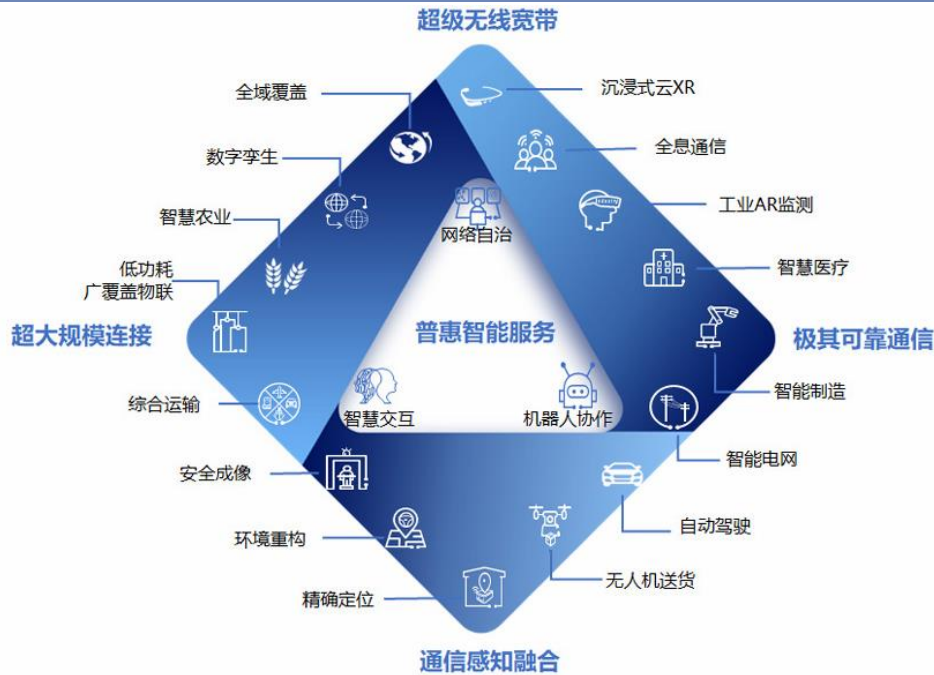 超级无线宽带
全域覆盖
沉浸式云XR
数字孪生
全息通信
智慧农业
工业AR监测
网络自治
低功耗
广覆盖物联
智慧医疗
超大规模连接
普惠智能服务
极其可靠通信
综合运输
智慧交互
机器人协作
智能制造
安全成像
智能电网
环境重构
自动驾驶
精确定位
无人机送货
通信感知融合